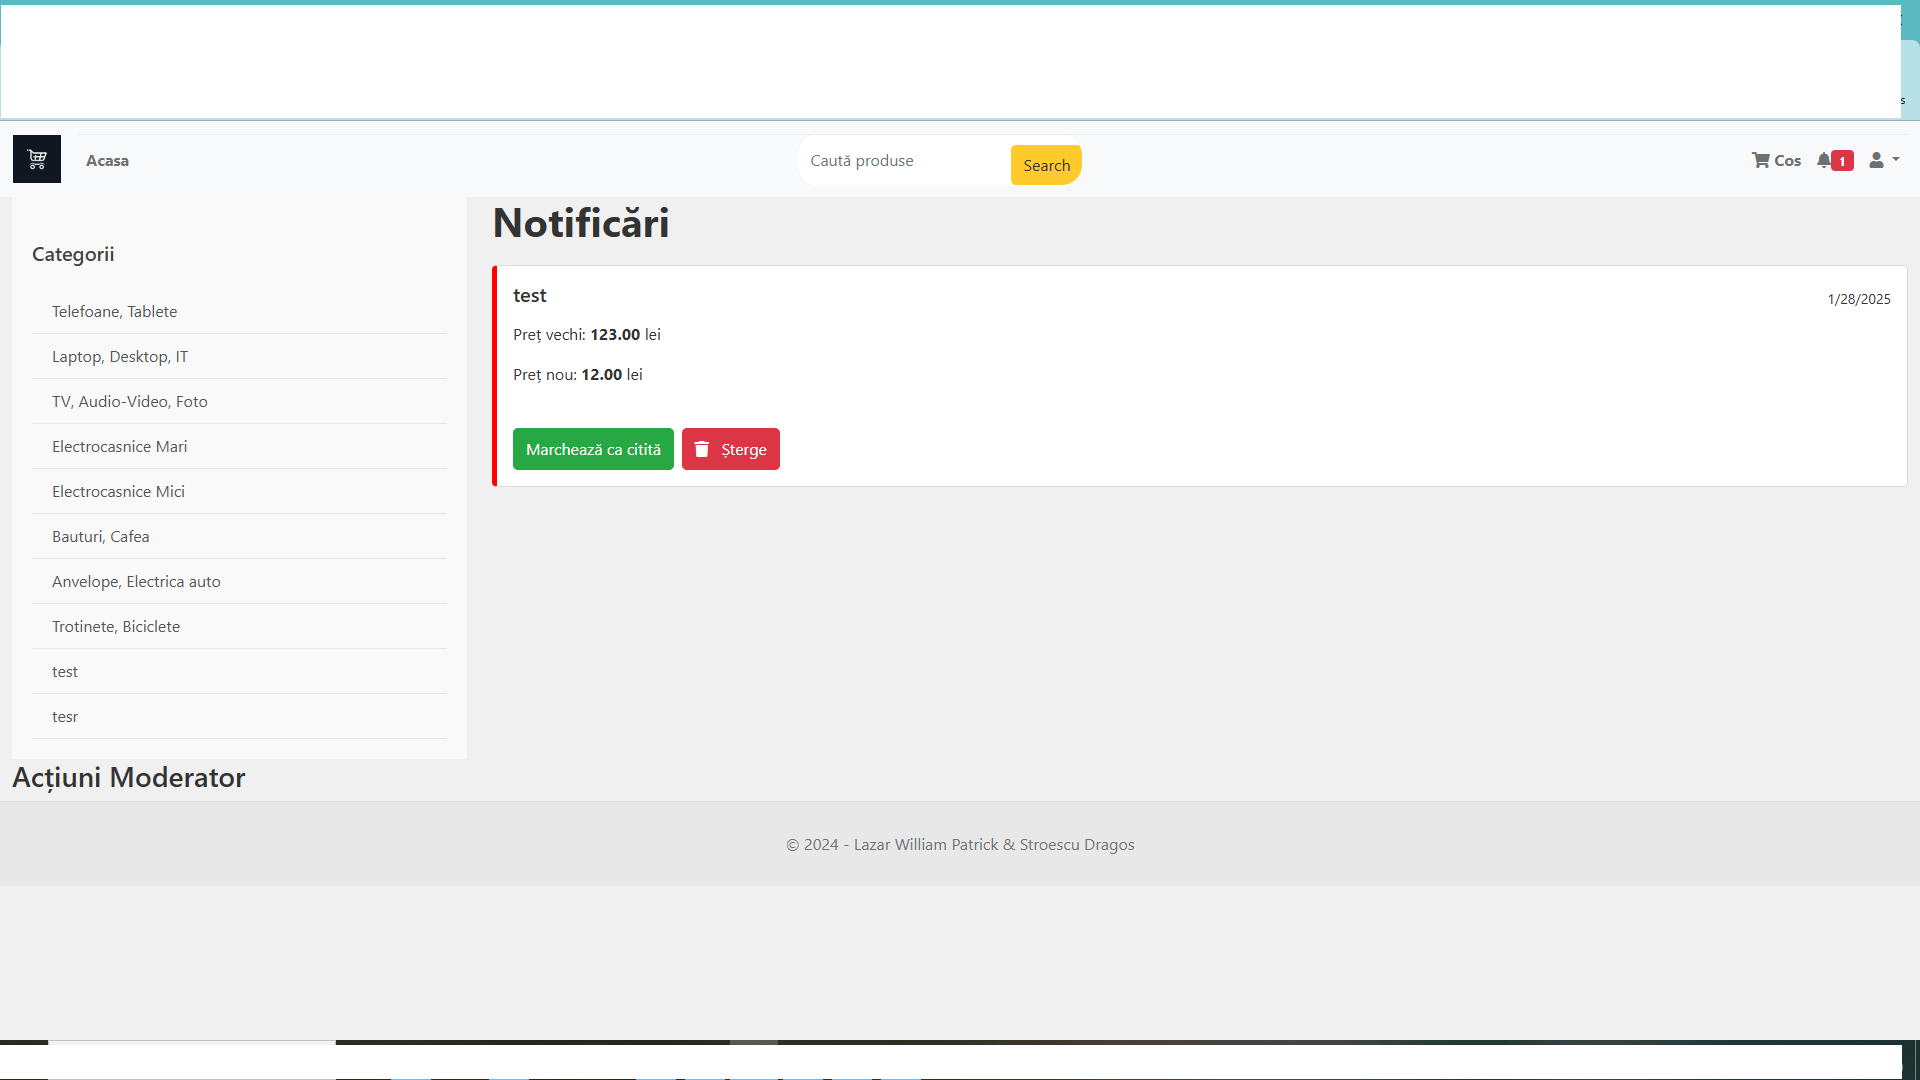 Acasa
Caută produse
Search
Cos
1
Categorii
Telefoane, Tablete
Laptop, Desktop, IT
TV, Audio-Video, Foto
Electrocasnice Mari
Electrocasnice Mici
Bauturi, Cafea
Anvelope, Electrica auto
Trotinete, Biciclete
test
tesr
Acțiuni Moderator
Notificări
test
1/28/2025
Preț vechi: 123.00 lei
Preț nou: 12.00 lei
Marchează ca citită
Șterge
© 2024 - Lazar William Patrick & Stroescu Dragos